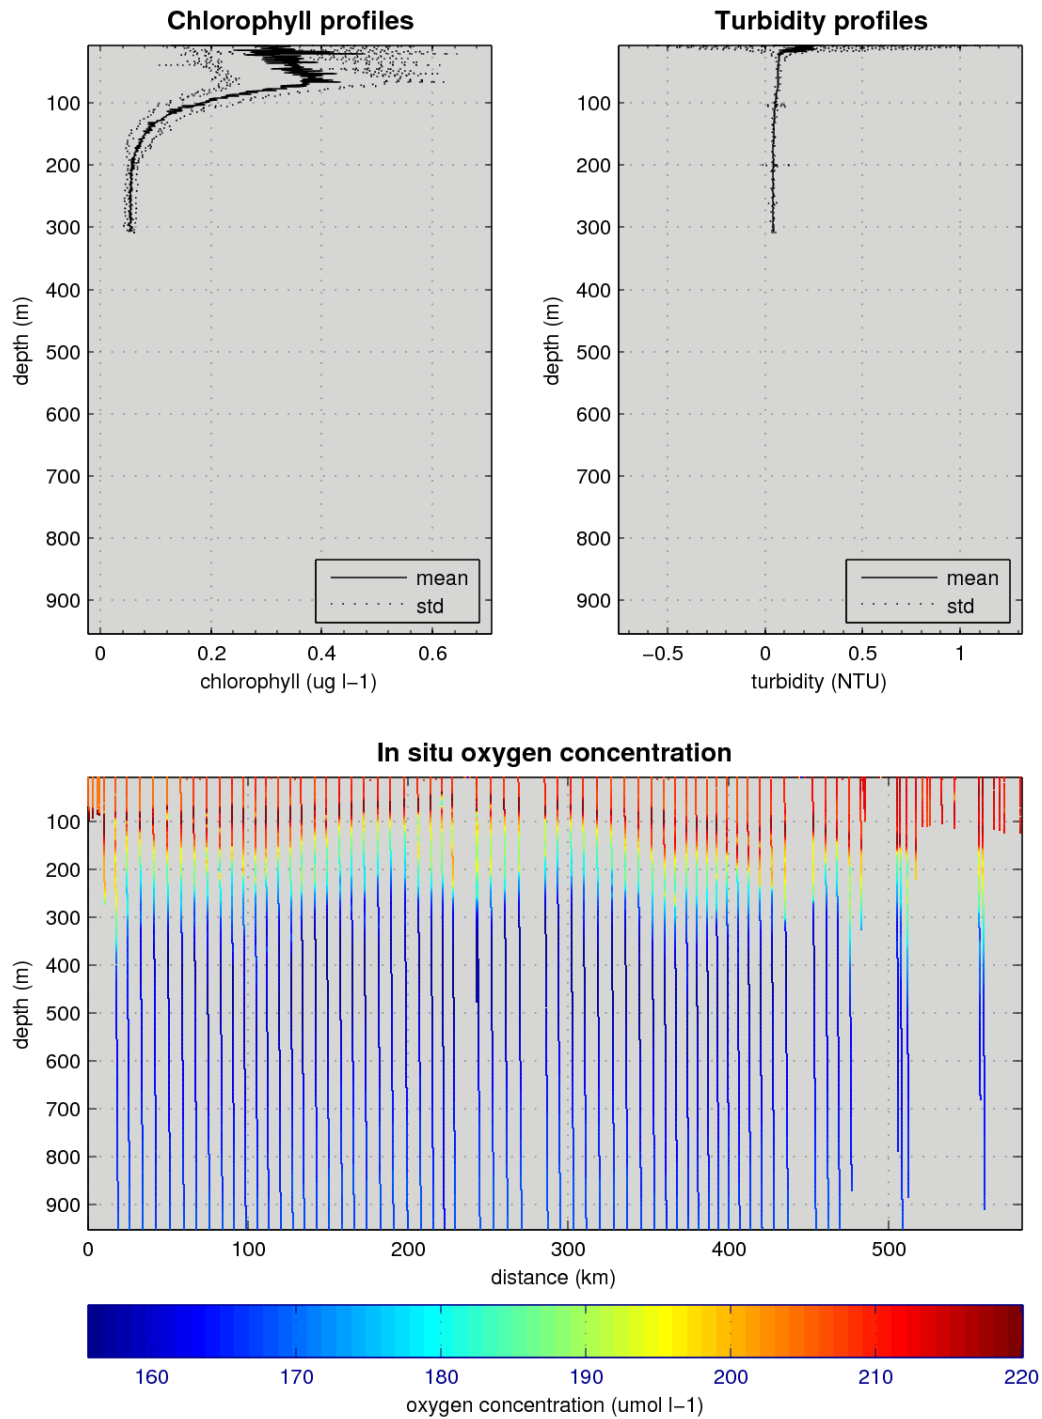 Chlorophyll profiles
100
200
300
400
500
600
700
800
900
depth (m)
mean
std
0 0.2 0.4 0.6
chlorophyll (ug l−1)
Turbidity profiles
100
200
300
400
500
600
700
800
900
depth (m)
mean
std
−0.5 0 0.5 1
turbidity (NTU)
In situ oxygen concentration
100
200
300
400
500
600
700
800
900
depth (m)
0 100 200 300 400 500
distance (km)
160 170 180 190 200 210 220
oxygen concentration (umol l−1)